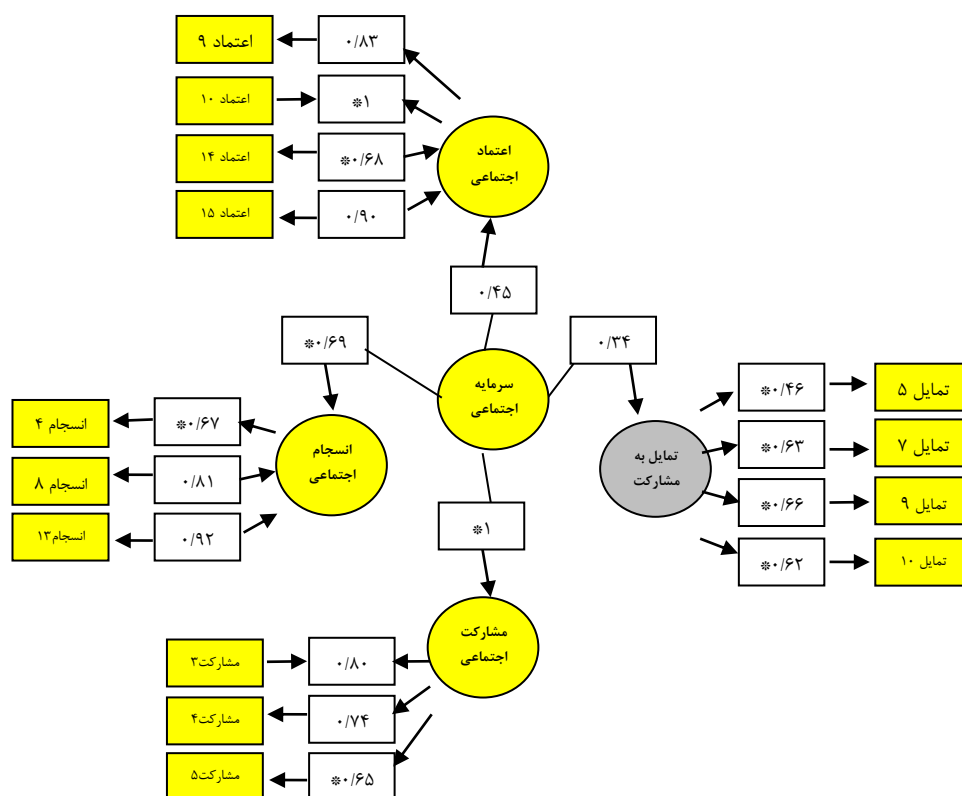 اعتماد ۹
۰/۸۳
اعتماد ۱۰
*۱
اعتماد ۱۴
*۰/۶۸
اعتماد ۱۵
۰/۹۰
اعتماد
اجتماعی
۰/۴۵
*۰/۶۹
۰/۳۴
سرمایه
اجتماعی
انسجام ۴
*۰/۶۷
انسجام ۸
۰/۸۱
انسجام۱۳
۰/۹۲
انسجام
اجتماعی
تمایل به
مشارکت
*۰/۴۶
تمایل ۵
*۰/۶۳
تمایل ۷
*۰/۶۶
تمایل ۹
*۰/۶۲
تمایل ۱۰
*۱
مشارکت
اجتماعی
مشارکت۳
۰/۸۰
مشارکت۴
۰/۷۴
مشارکت۵
*۰/۶۵